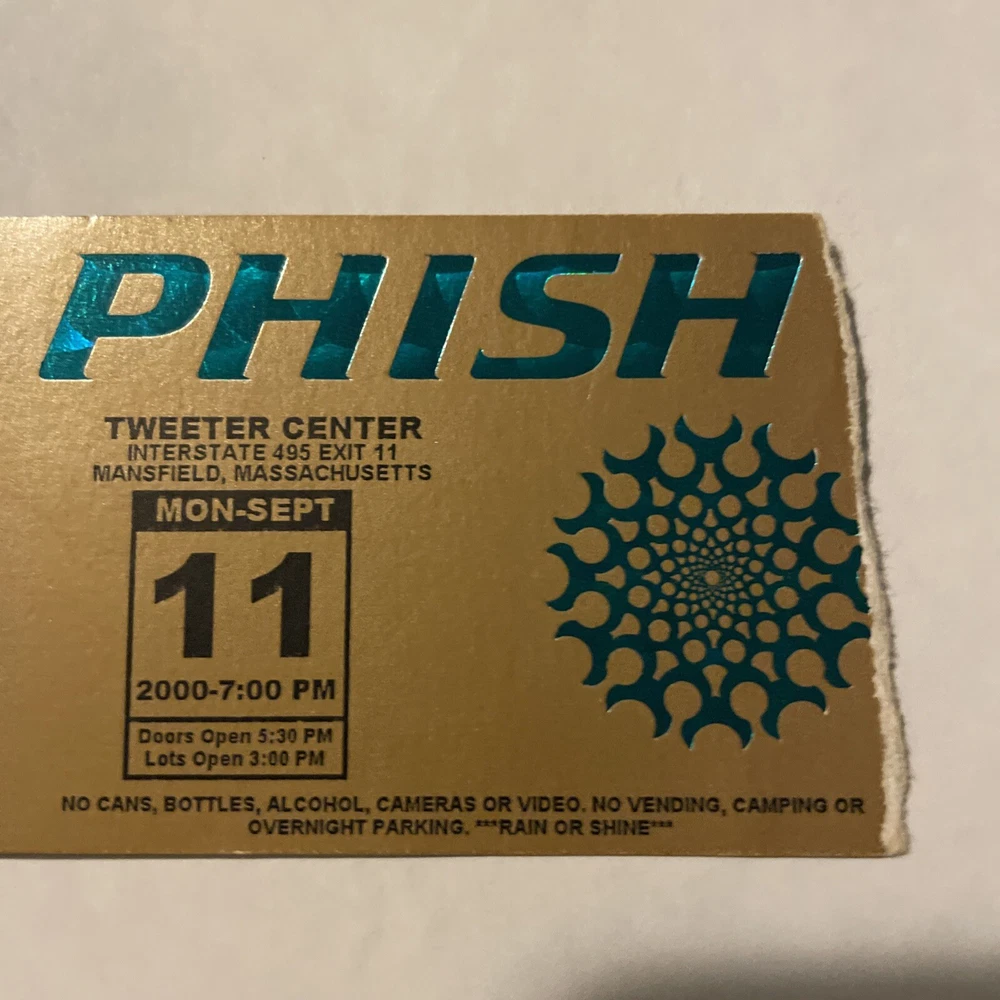 PHISH
TWEETER CENTER
INTERSTATE 495 EXIT 11
MANSFIELD, MASSACHUSETTS
MON-SEPT
11
2000-7:00 PM
Doors Open 5:30 PM
Lots Open 3:00 PM
NO CANS, BOTTLES, ALCOHOL, CAMERAS OR VIDEO. NO VENDING, CAMPING OR
OVERNIGHT PARKING. ***RAIN OR SHINE***